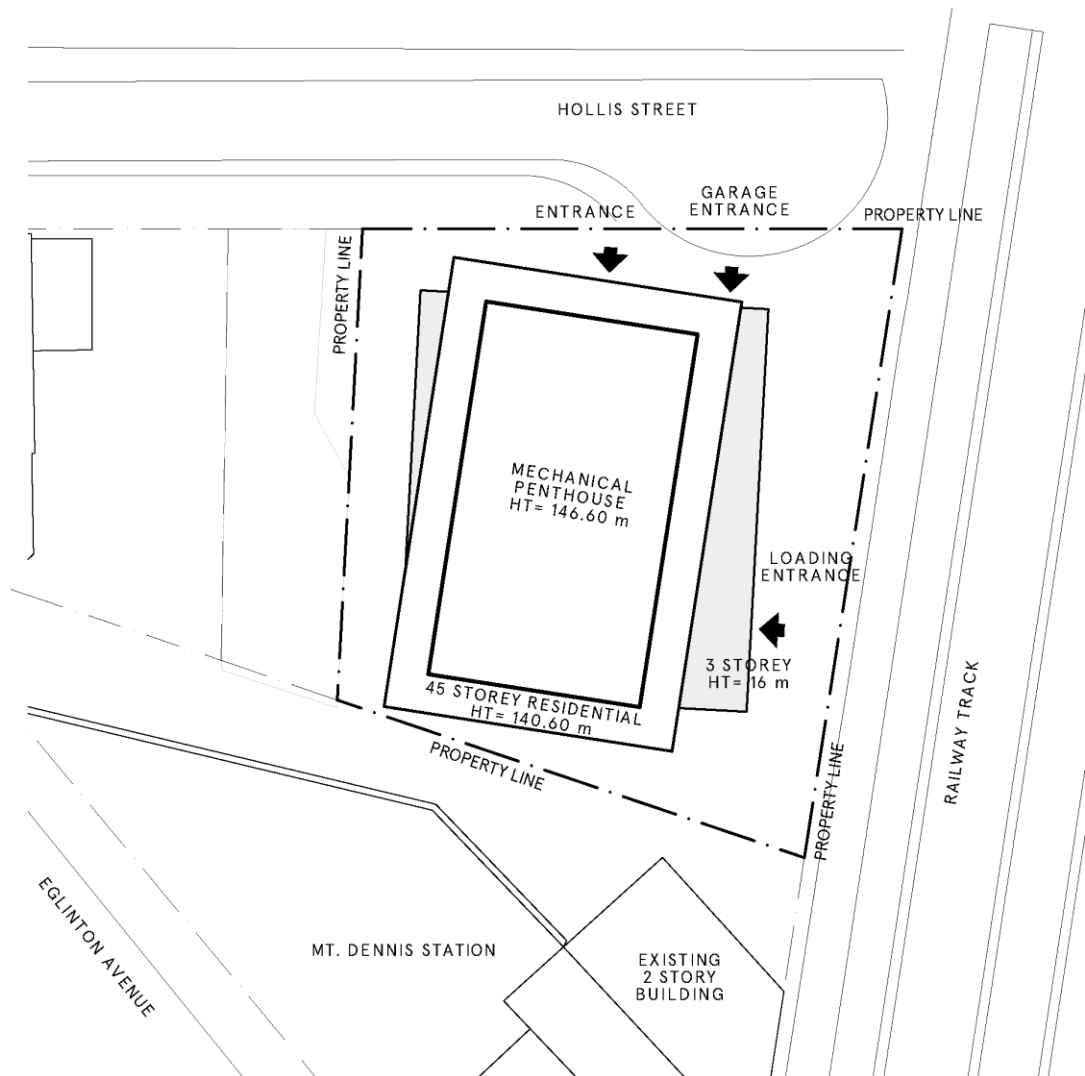 HOLLIS STREET
GARAGE
ENTRANCE
ENTRANCE
PROPERTY LINE
PROPERTY LINE
MECHANICAL
PENTHOUSE
HT= 146.60 m
LOADING
ENTRANCE
3 STOREY
HT= 16 m
45 STOREY RESIDENTIAL
HT= 140.60 m
PROPERTY LINE
PROPERTY LINE
RAILWAY TRACK
EGLINTON AVENUE
MT. DENNIS STATION
EXISTING
2 STORY
BUILDING